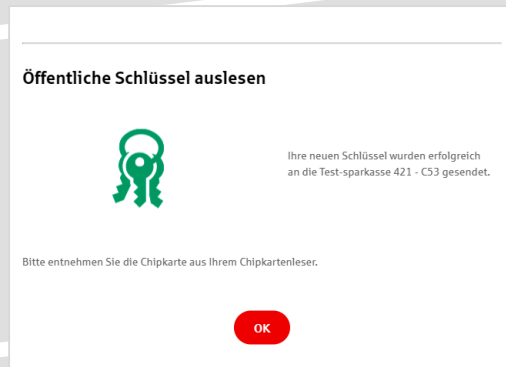 Öffentliche Schlüssel auslesen
Ihre neuen Schlüssel wurden erfolgreich
an die Test-sparkasse 421 - C53 gesendet.
Bitte entnehmen Sie die Chipkarte aus Ihrem Chipkartenleser.
OK